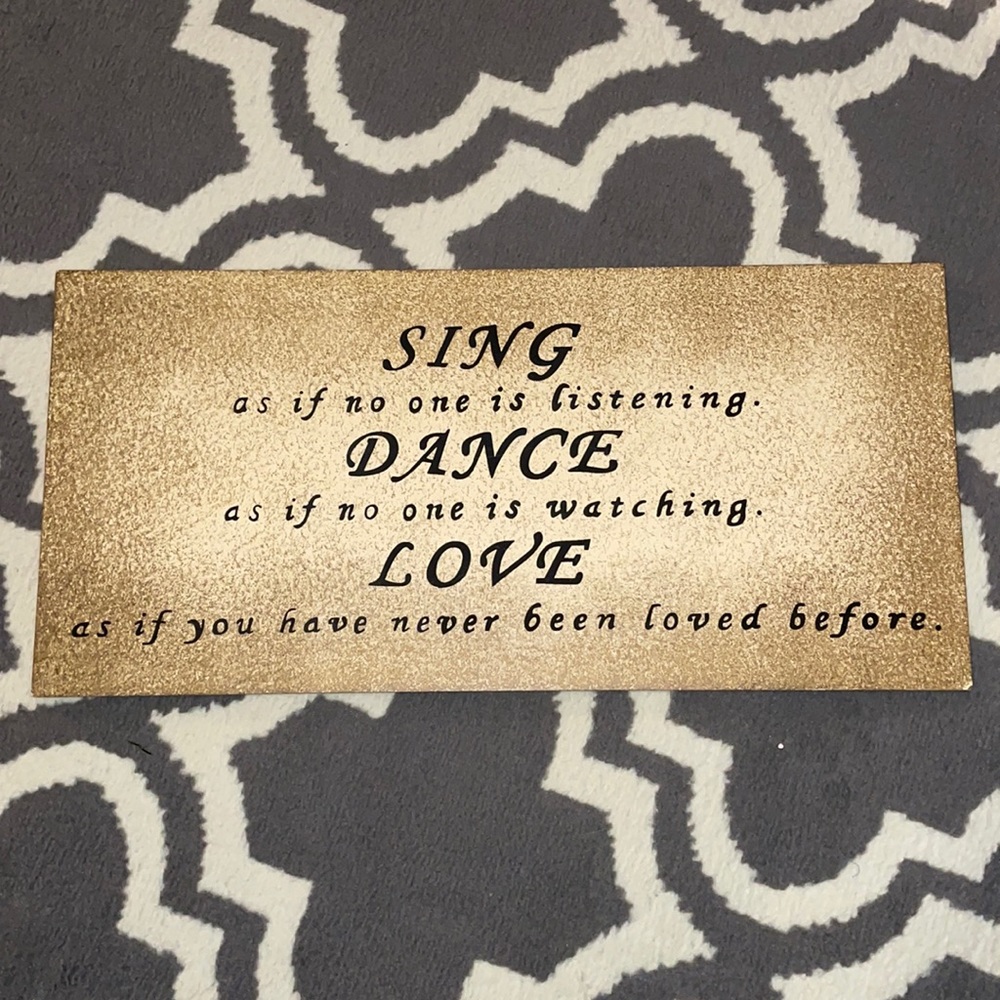 SING
as if no one is listening.
DANCE
as if no one is watching.
LOVE
as if you have never been loved before.